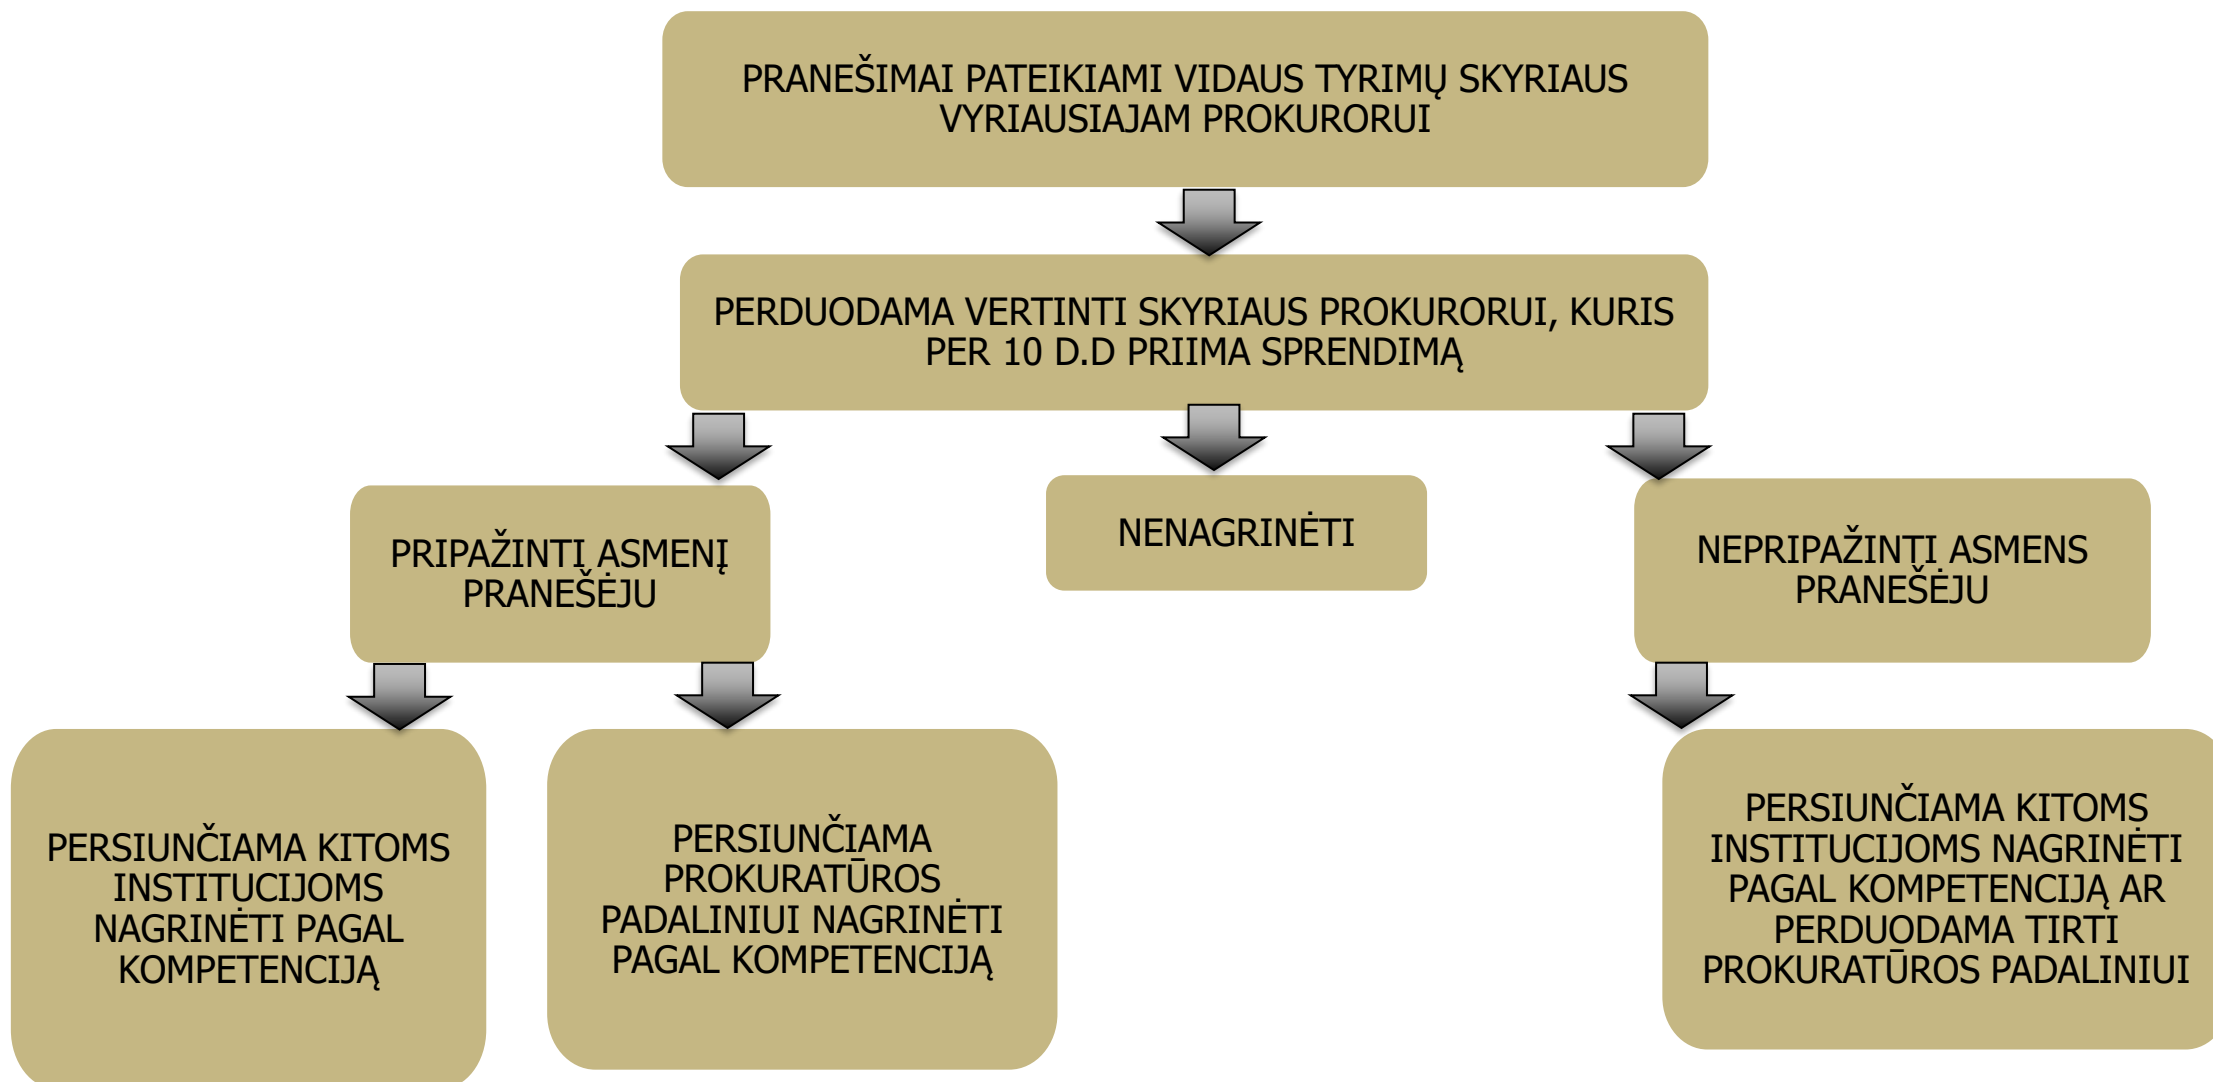 PRANEŠIMAI PATEIKIAMI VIDAUS TYRIMŲ SKYRIAUS
VYRIAUSIAJAM PROKURORUI
PERDUODAMA VERTINTI SKYRIAUS PROKURORUI, KURIS
PER 10 D.D PRIIMA SPRENDIMĄ
PRIPAŽINTI ASMENĮ
PRANEŠĖJU
NENAGRINĖTI
NEPRIPAŽINTI ASMENS
PRANEŠĖJU
PERSIUNČIAMA KITOMS
INSTITUCIJOMS
NAGRINĖTI PAGAL
KOMPETENCIJĄ
PERSIUNČIAMA
PROKURATŪROS
PADALINIUI NAGRINĖTI
PAGAL KOMPETENCIJĄ
PERSIUNČIAMA KITOMS
INSTITUCIJOMS NAGRINĖTI
PAGAL KOMPETENCIJĄ AR
PERDUODAMA TIRTI
PROKURATŪROS PADALINIUI